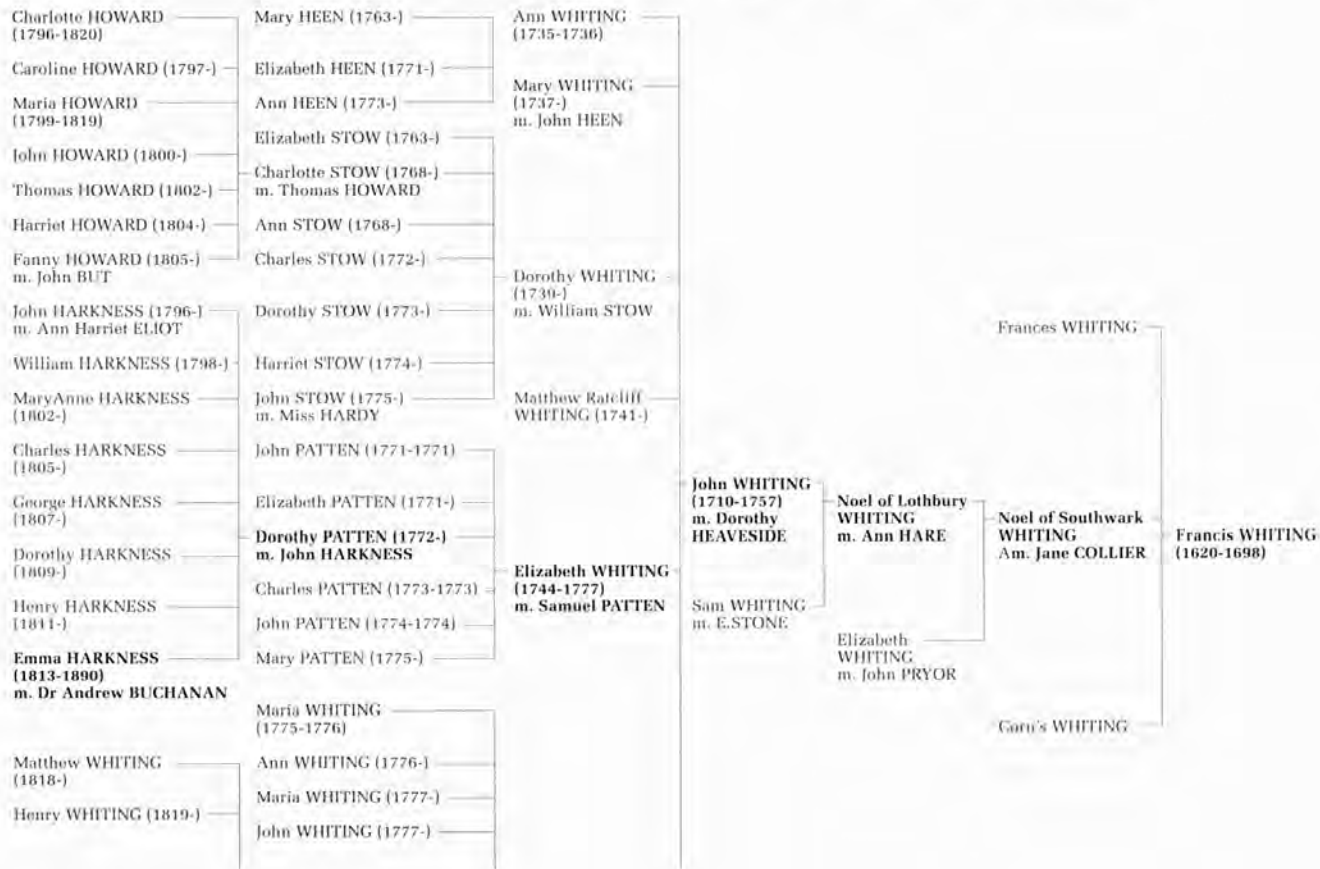 Charlotte HOWARD
(1796-1820)
Caroline HOWARD (1797-)
Maria HOWARD
(1799-1819)
John HOWARD (1800-)
Thomas HOWARD (1802-)
Harriet HOWARD (1804-)
Fanny HOWARD (1805-)
m. John BUT
John HARKNESS (1796-)
m. Ann Harriet ELIOT
William HARKNESS (1798-)
MaryAnne HARKNESS
(1802-)
Charles HARKNESS
(1805-)
George HARKNESS
(1807-)
Dorothy HARKNESS
(1809-)
Henry HARKNESS
(1811-)
Emma HARKNESS
(1813-1890)
m. Dr Andrew BUCHANAN
Matthew WHITING
(1818-)
Henry WHITING (1819-)
Mary HEEN (1763-)
Elizabeth HEEN (1771-)
Ann HEEN (1773-)
Elizabeth STOW (1763-)
Charlotte STOW (1768-)
m. Thomas HOWARD
Ann STOW (1768-)
Charles STOW (1772-)
Dorothy STOW (1773-)
Harriet STOW (1774-)
John STOW (1775-)
m. Miss HARDY
John PATTEN (1771-1771)
Elizabeth PATTEN (1771-)
Dorothy PATTEN (1772-)
m. John HARKNESS
Charles PATTEN (1773-1773)
John PATTEN (1774-1774)
Mary PATTEN (1775-)
Maria WHITING
(1775-1776)
Ann WHITING (1776-)
Maria WHITING (1777-)
John WHITING (1777-)
Ann WHITING
(1735-1736)
Mary WHITING
(1737-)
m. John HEEN
Dorothy WHITING
(1739-)
m. William STOW
Matthew Ratcliff
WHITING (1741-)
Elizabeth WHITING
(1744-1777)
m. Samuel PATTEN
John WHITING
(1710-1757)
m. Dorothy
HEAVESIDE
Sam WHITING
m. E.STONE
Noel of Lothbury
WHITING
m. Ann HARE
Elizabeth
WHITING
m. John PRYOR
Frances WHITING
Noel of Southwark
WHITING
Am. Jane COLLIER
Corn's WHITING
Francis WHITING
(1620-1698)